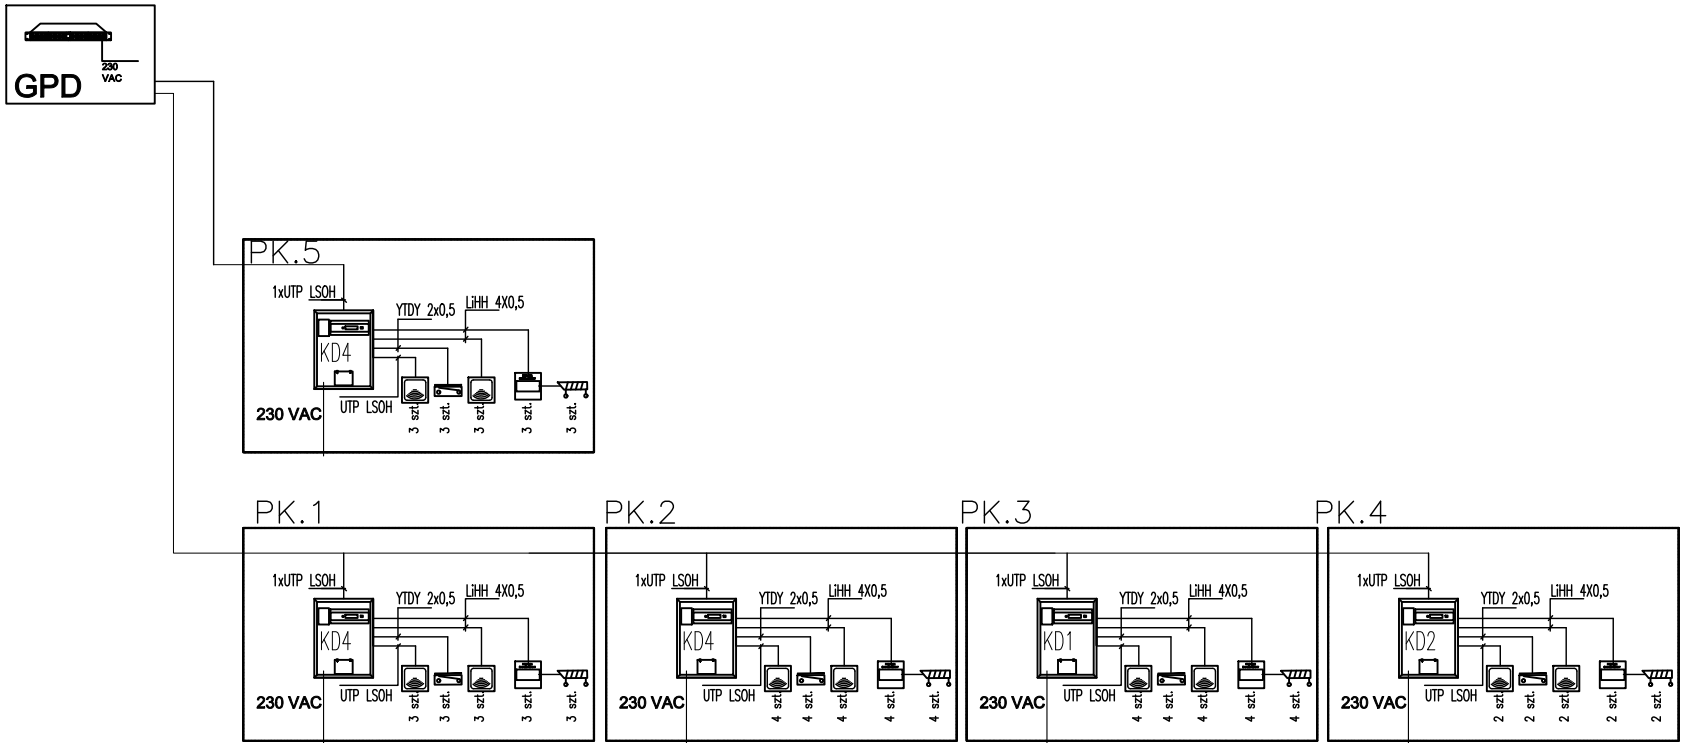 230
VAC
GPD
PK.5
1xUTP LSOH
YTDY 2x0,5
LiHH 4X0,5
KD4
230 VAC
UTP LSOH
3 szt.
3 szt.
3 szt.
3 szt.
3 szt.
PK.1
1xUTP LSOH
YTDY 2x0,5
LiHH 4X0,5
KD4
230 VAC
UTP LSOH
3 szt.
3 szt.
3 szt.
3 szt.
3 szt.
PK.2
1xUTP LSOH
YTDY 2x0,5
LiHH 4X0,5
KD4
230 VAC
UTP LSOH
4 szt.
4 szt.
4 szt.
4 szt.
4 szt.
PK.3
1xUTP LSOH
YTDY 2x0,5
LiHH 4X0,5
KD1
230 VAC
UTP LSOH
4 szt.
4 szt.
4 szt.
4 szt.
4 szt.
PK.4
1xUTP LSOH
YTDY 2x0,5
LiHH 4X0,5
KD2
230 VAC
UTP LSOH
2 szt.
2 szt.
2 szt.
2 szt.
2 szt.